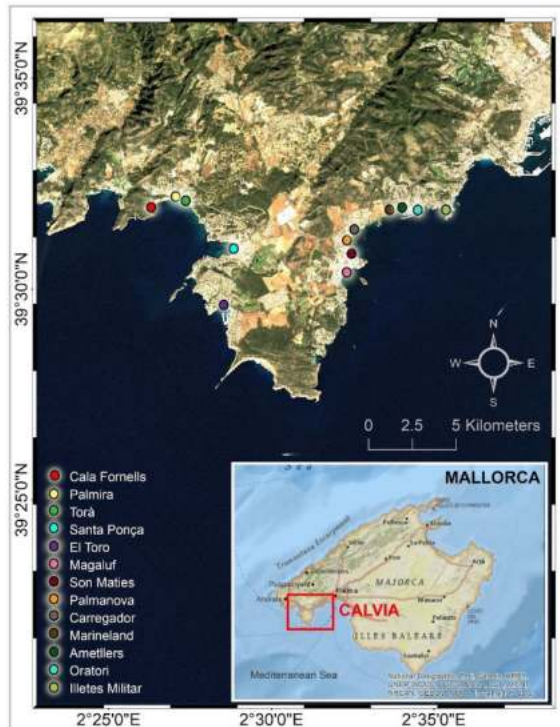 39°35'0"N
39°30'0"N
39°25'0"N
N
W E
S
0 2.5 5 Kilometers
Cala Fornells
Palmira
Torà
Santa Ponça
El Toro
Magaluf
Son Maties
Palmanova
Carregador
Marineland
Ametllers
Oratori
Illetes Militar
MALLORCA
Sea
MAJORCA
CALVIA
ILLES BALEARS
Mediterranean Sea
2°25'0"E 2°30'0"E 2°35'0"E